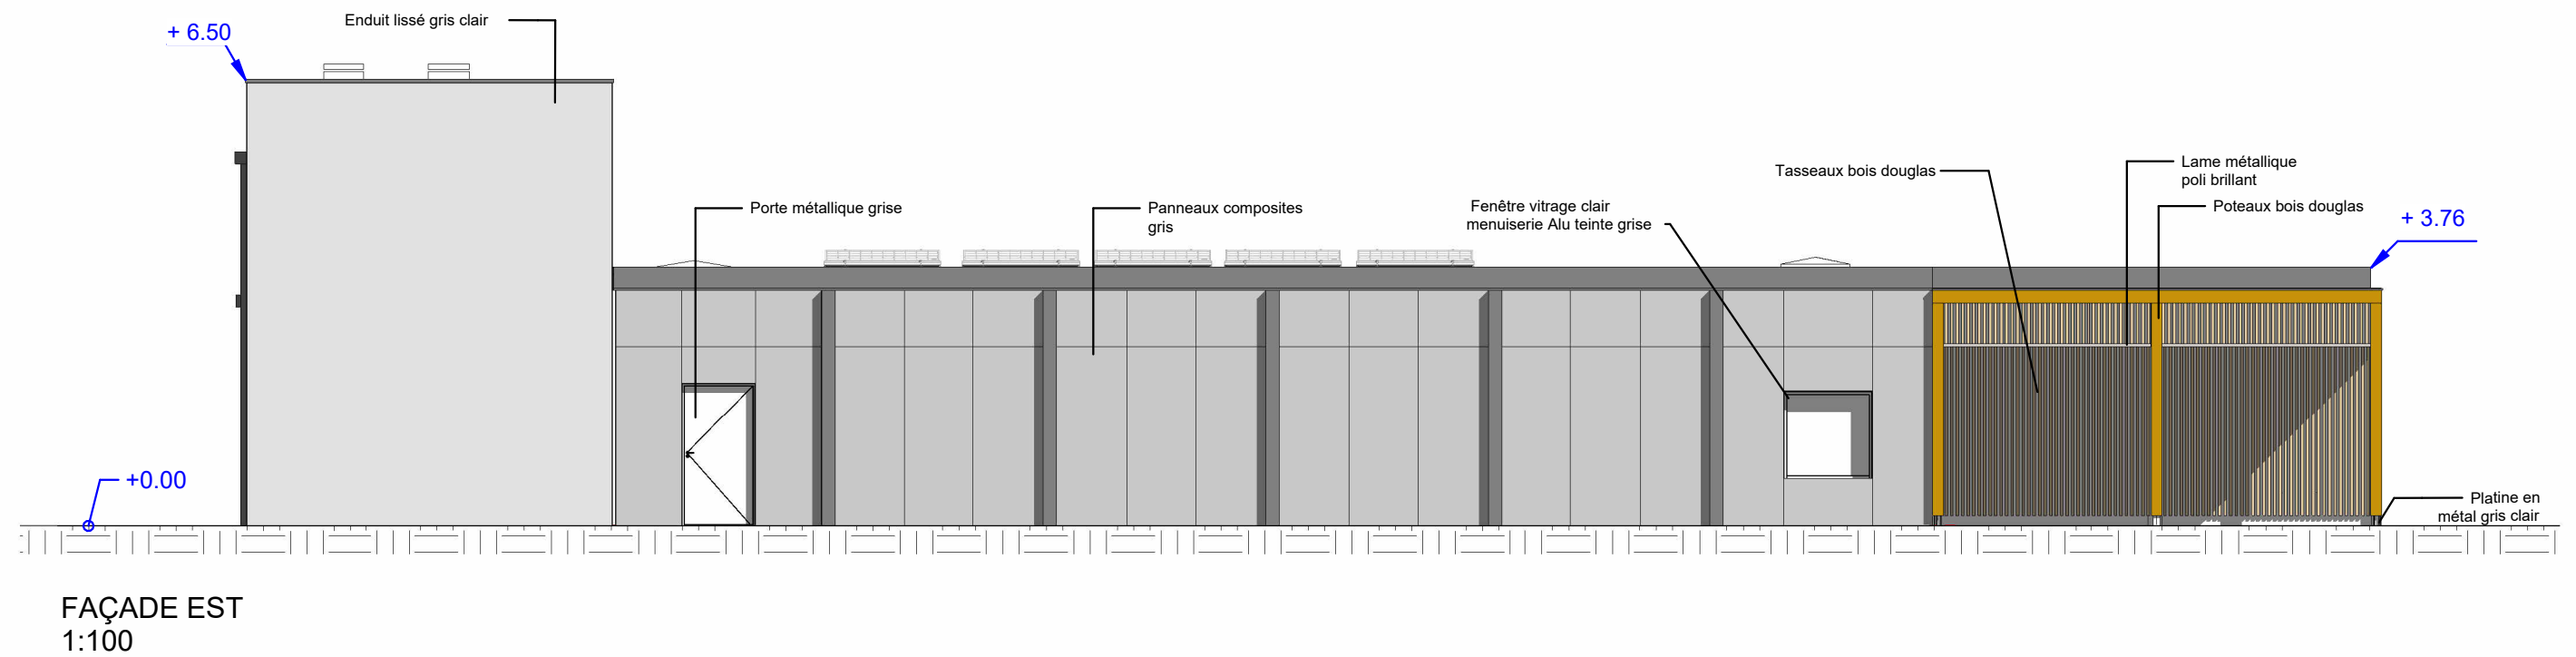 Enduit lissé gris clair
+ 6.50
Lame métallique
poli brillant
Tasseaux bois douglas
Porte métallique grise
Panneaux composites
gris
Fenêtre vitrage clair
menuiserie Alu teinte grise
Poteaux bois douglas
+ 3.76
+0.00
Platine en
métal gris clair
FAÇADE EST
1:100